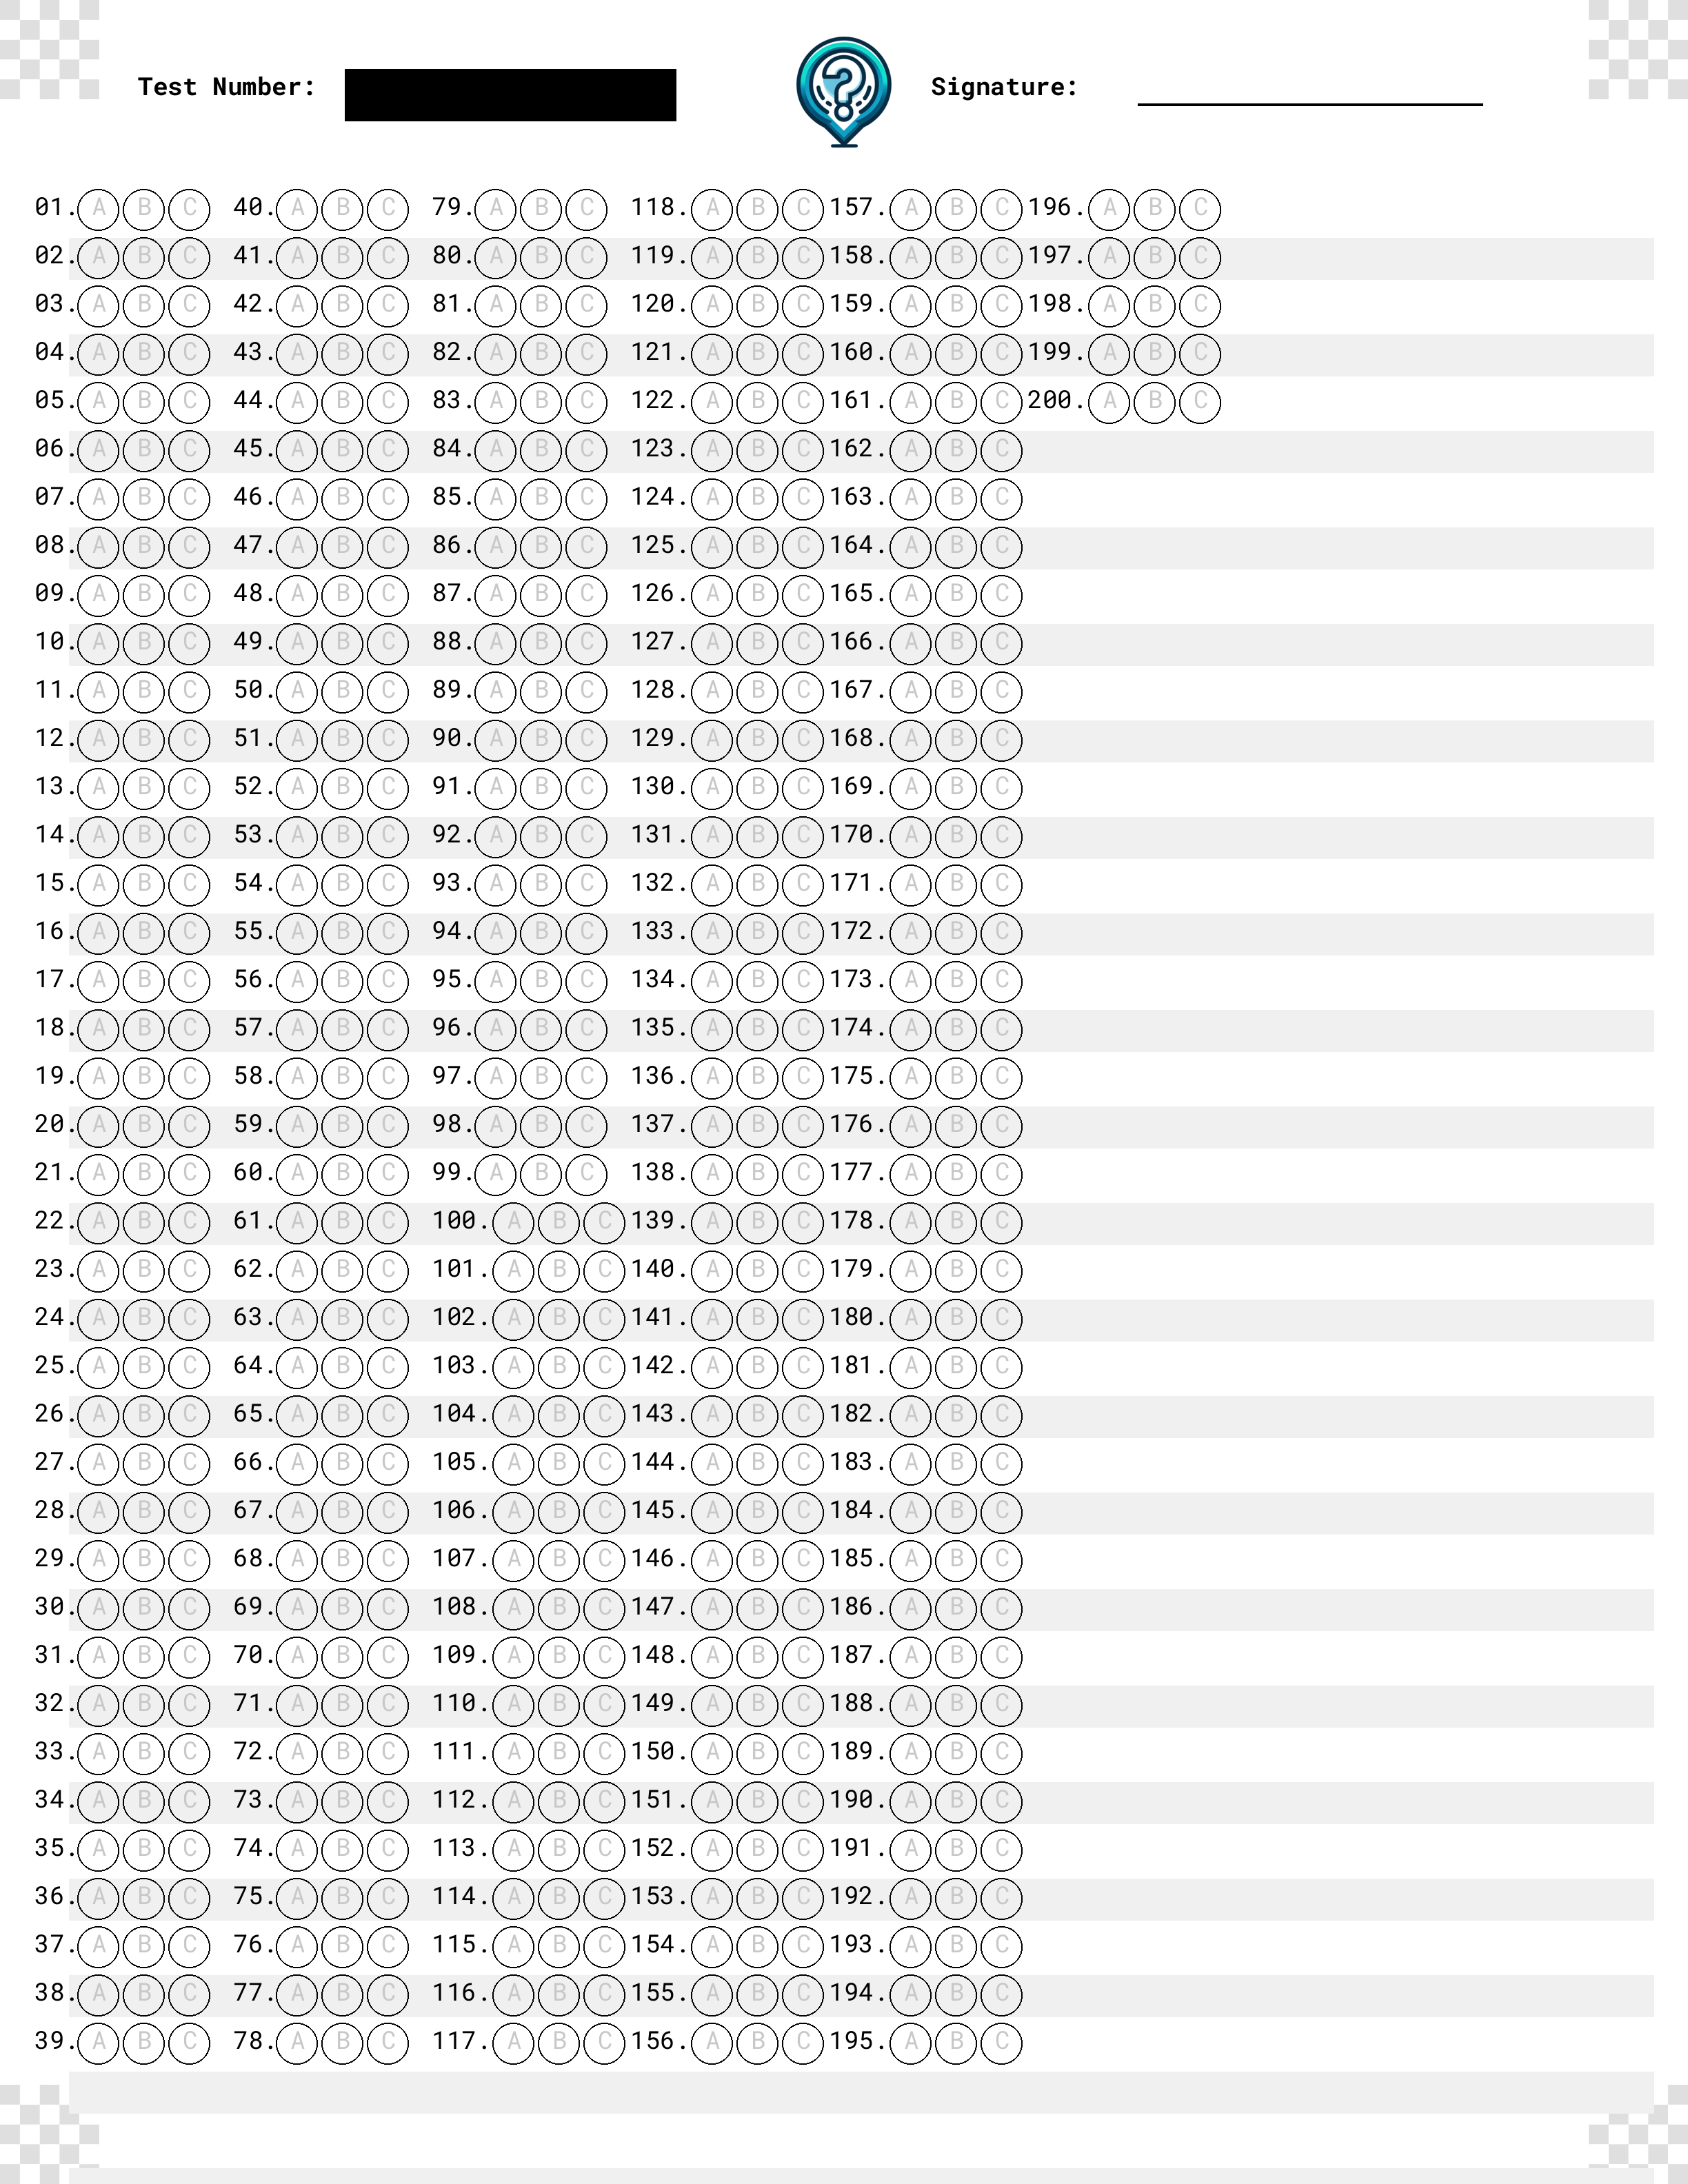 Test Number: Signature:
01. A B C 40. A B C 79. A B C 118. A B C 157. A B C 196. A B C
02. A B C 41. A B C 80. A B C 119. A B C 158. A B C 197. A B C
03. A B C 42. A B C 81. A B C 120. A B C 159. A B C 198. A B C
04. A B C 43. A B C 82. A B C 121. A B C 160. A B C 199. A B C
05. A B C 44. A B C 83. A B C 122. A B C 161. A B C 200. A B C
06. A B C 45. A B C 84. A B C 123. A B C 162. A B C
07. A B C 46. A B C 85. A B C 124. A B C 163. A B C
08. A B C 47. A B C 86. A B C 125. A B C 164. A B C
09. A B C 48. A B C 87. A B C 126. A B C 165. A B C
10. A B C 49. A B C 88. A B C 127. A B C 166. A B C
11. A B C 50. A B C 89. A B C 128. A B C 167. A B C
12. A B C 51. A B C 90. A B C 129. A B C 168. A B C
13. A B C 52. A B C 91. A B C 130. A B C 169. A B C
14. A B C 53. A B C 92. A B C 131. A B C 170. A B C
15. A B C 54. A B C 93. A B C 132. A B C 171. A B C
16. A B C 55. A B C 94. A B C 133. A B C 172. A B C
17. A B C 56. A B C 95. A B C 134. A B C 173. A B C
18. A B C 57. A B C 96. A B C 135. A B C 174. A B C
19. A B C 58. A B C 97. A B C 136. A B C 175. A B C
20. A B C 59. A B C 98. A B C 137. A B C 176. A B C
21. A B C 60. A B C 99. A B C 138. A B C 177. A B C
22. A B C 61. A B C 100. A B C 139. A B C 178. A B C
23. A B C 62. A B C 101. A B C 140. A B C 179. A B C
24. A B C 63. A B C 102. A B C 141. A B C 180. A B C
25. A B C 64. A B C 103. A B C 142. A B C 181. A B C
26. A B C 65. A B C 104. A B C 143. A B C 182. A B C
27. A B C 66. A B C 105. A B C 144. A B C 183. A B C
28. A B C 67. A B C 106. A B C 145. A B C 184. A B C
29. A B C 68. A B C 107. A B C 146. A B C 185. A B C
30. A B C 69. A B C 108. A B C 147. A B C 186. A B C
31. A B C 70. A B C 109. A B C 148. A B C 187. A B C
32. A B C 71. A B C 110. A B C 149. A B C 188. A B C
33. A B C 72. A B C 111. A B C 150. A B C 189. A B C
34. A B C 73. A B C 112. A B C 151. A B C 190. A B C
35. A B C 74. A B C 113. A B C 152. A B C 191. A B C
36. A B C 75. A B C 114. A B C 153. A B C 192. A B C
37. A B C 76. A B C 115. A B C 154. A B C 193. A B C
38. A B C 77. A B C 116. A B C 155. A B C 194. A B C
39. A B C 78. A B C 117. A B C 156. A B C 195. A B C